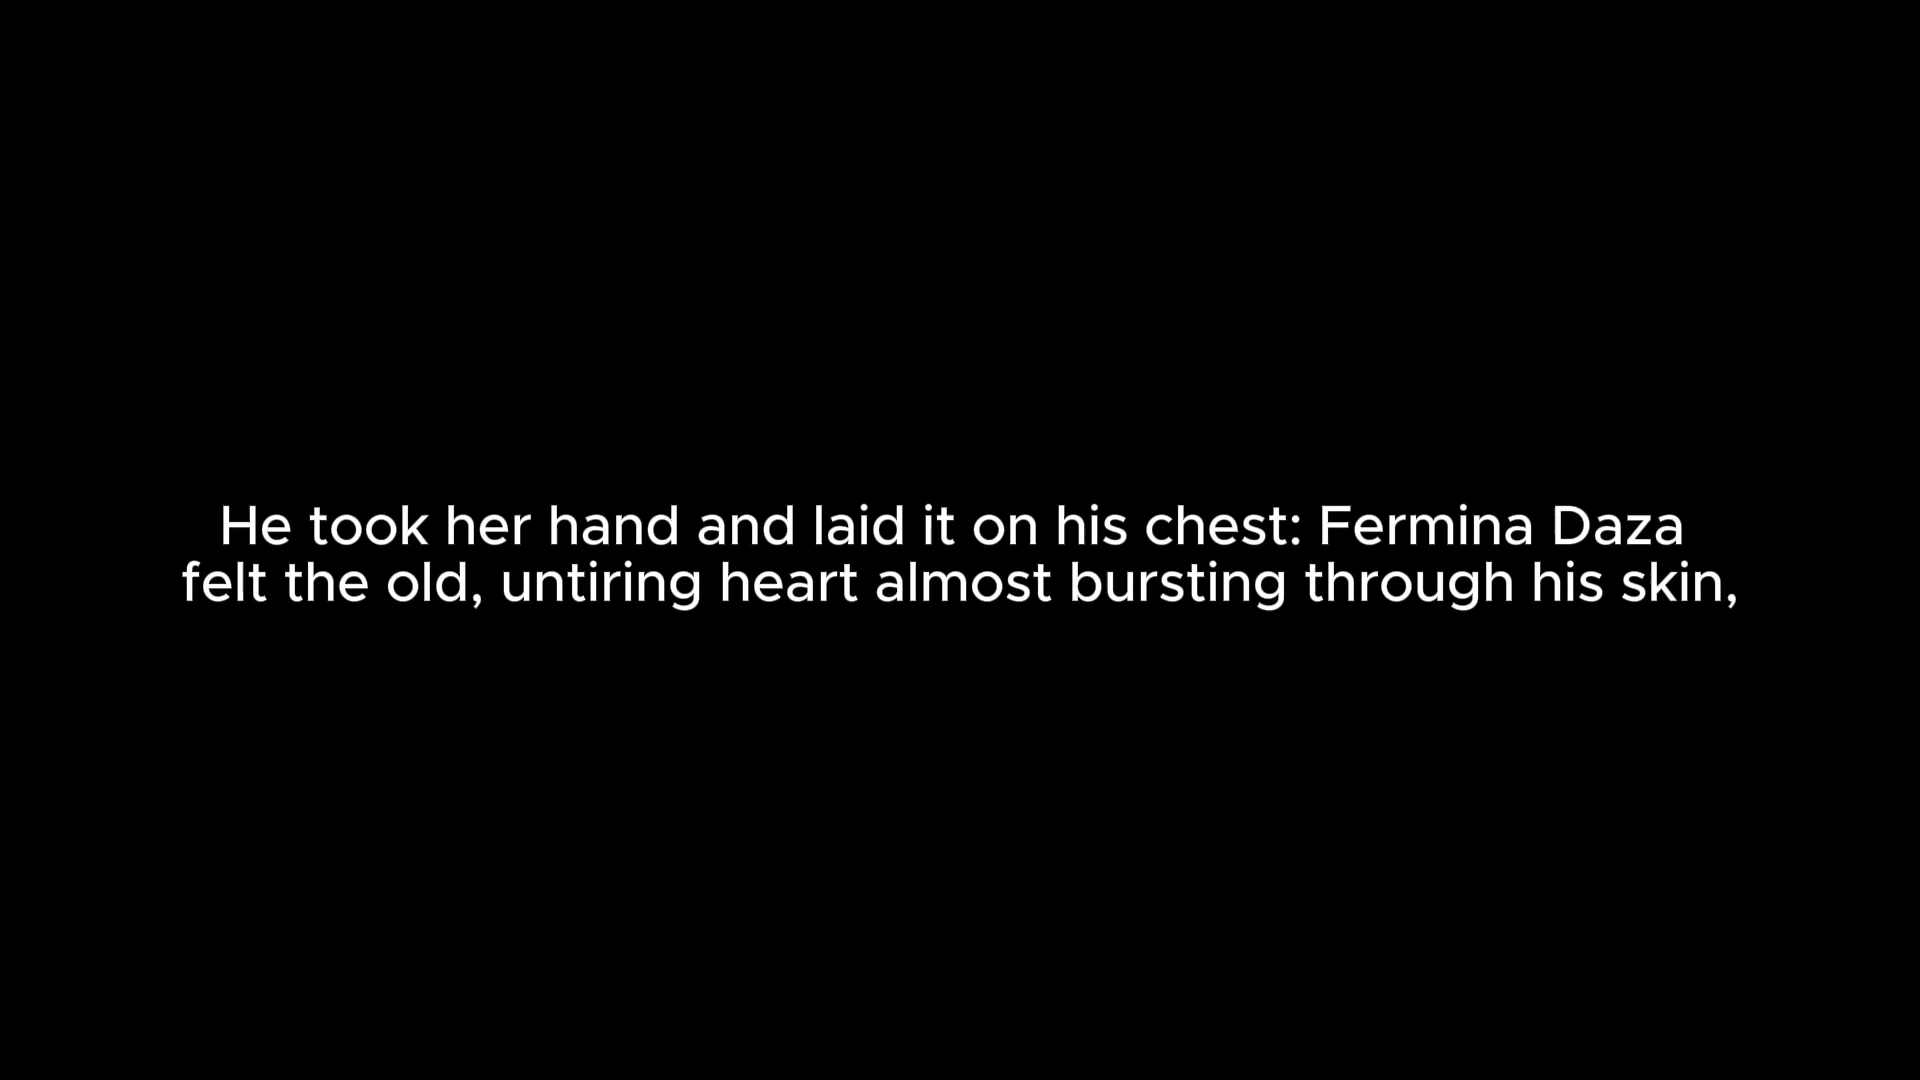 He took her hand and laid it on his chest: Fermina Daza
felt the old, untiring heart almost bursting through his skin,